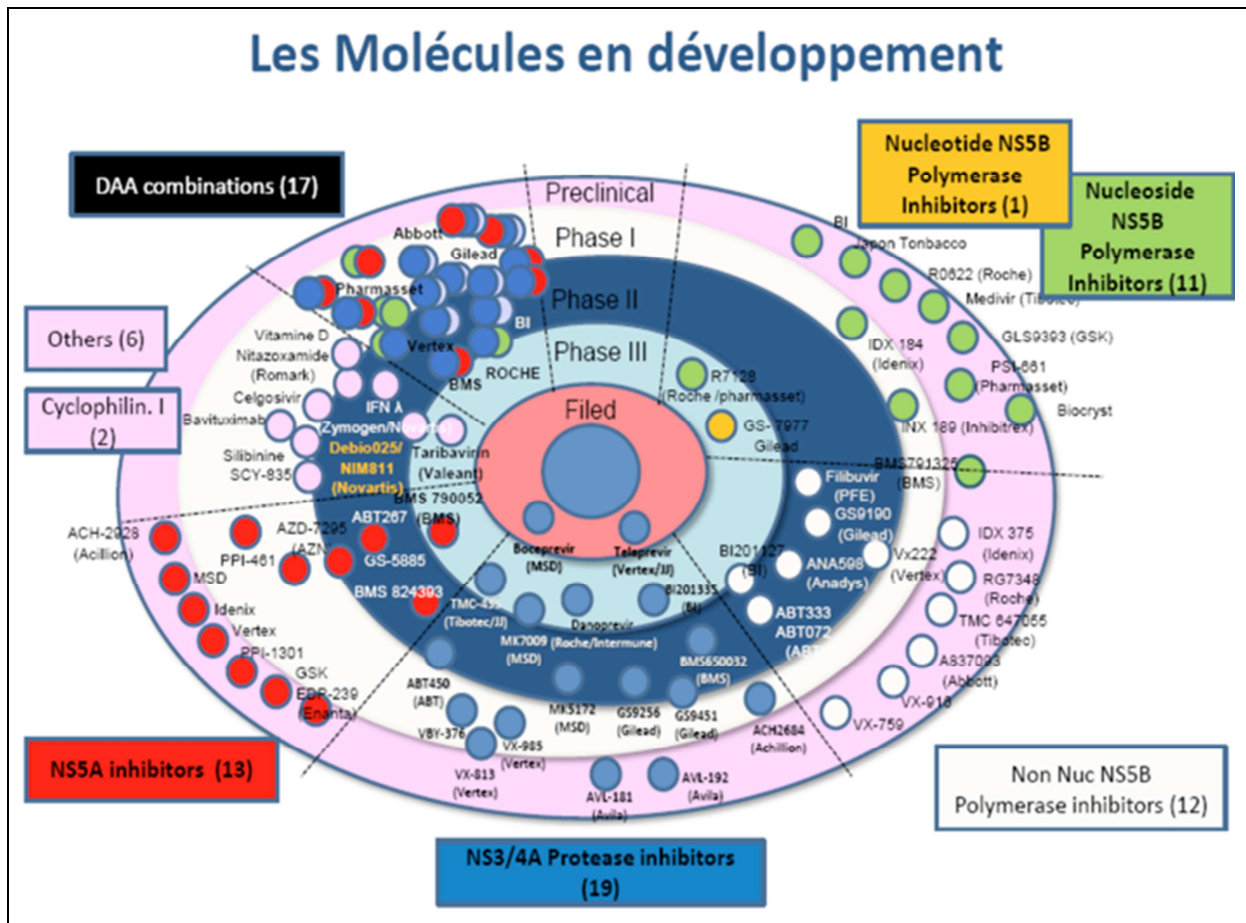 Les Molécules en développement
DAA combinations (17)
Nucleotide NS5B
Polymerase
Inhibitors (1)
Nucleoside
NS5B
Polymerase
Inhibitors (11)
Others (6)
Cyclophilin. I
(2)
NS5A inhibitors (13)
NS3/4A Protease inhibitors
(19)
Non Nuc NS5B
Polymerase inhibitors (12)
Preclinical
Phase I
Phase II
Phase III
Filed
Abbott
Gilead
Pharmasset
Vertex
BI
ROCHE
BMS
Vitamine D
Nitazoxamide
(Romark)
Celgosivir
Bavituximab
Silibinine
SCY-835
IFN λ
(Zymogen/Novartis)
Debio025/
NIM811
(Novartis)
Taribavirin
(Valeant)
BI
Japon Tonbacco
R0622 (Roche)
Medivir (Tibotec)
GLS9393 (GSK)
PSI-661
(Pharmasset)
Biocryst
IDX 184
(Idenix)
INX 189 (Inhibitrex)
BMS791325
(BMS)
R7128
(Roche /pharmasset)
GS- 7977
Gilead
Filibuvir
(PFE)
GS9190
(Gilead)
Vx222
(Vertex)
ANA598
(Anadys)
BI201127
(BI)
ABT333
ABT072
IDX 375
(Idenix)
RG7348
(Roche)
TMC 647055
(Tibotec)
A837093
(Abbott)
VX-916
VX-759
BMS 790052
(BMS)
ABT267
GS-5885
BMS 824393
AZD-7295
(AZN)
PPI-461
ACH-2928
(Acillion)
MSD
Idenix
Vertex
PPI-1301
GSK
EDR-239
(Enanta)
Boceprevir
(MSD)
Telaprevir
(Vertex/JJ)
(Tibotec/JJ)
MK7009
(MSD)
Danoprevir
(Roche/Intermune)
BI201335
(BI)
BMS650032
(BMS)
ABT450
(ABT)
VBY-376
VX-985
(Vertex)
VX-813
(Vertex)
MK5172
(MSD)
GS9256
(Gilead)
GS9451
(Gilead)
ACH2684
(Achillion)
AVL-181
(Avila)
AVL-192
(Avila)